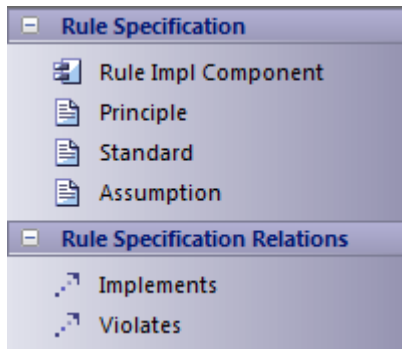 Rule Specification
Rule Impl Component
Principle
Standard
Assumption
Rule Specification Relations
Implements
Violates